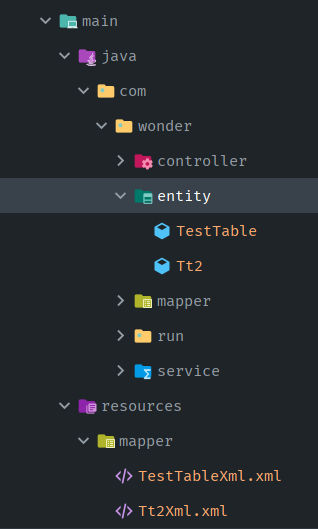 main
java
com
wonder
controller
entity
TestTable
Tt2
mapper
run
service
resources
mapper
TestTableXml.xml
Tt2Xml.xml